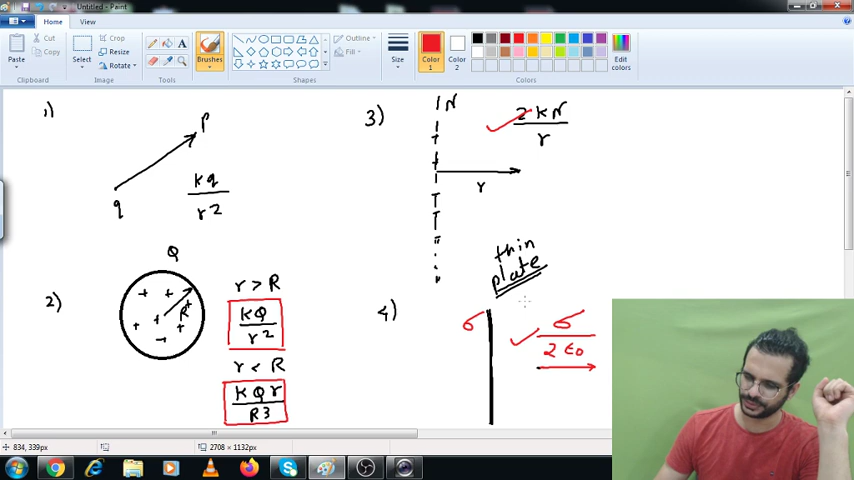 Untitled - Paint
Home
View
Paste
Cut
Copy
Clipboard
Select
Crop
Resize
Rotate
Image
A
Tools
Brushes
Shapes
Outline
Fill
Size
Color 1
Color 2
Colors
Edit colors
1)
P
q
kq
r2
2)
Q
R
r > R
kQ
r2
r < R
kQr
R3
3)
2kλ
r
r
4)
thin
plate
σ
σ
2ε0
834, 339px
2708 × 1132px